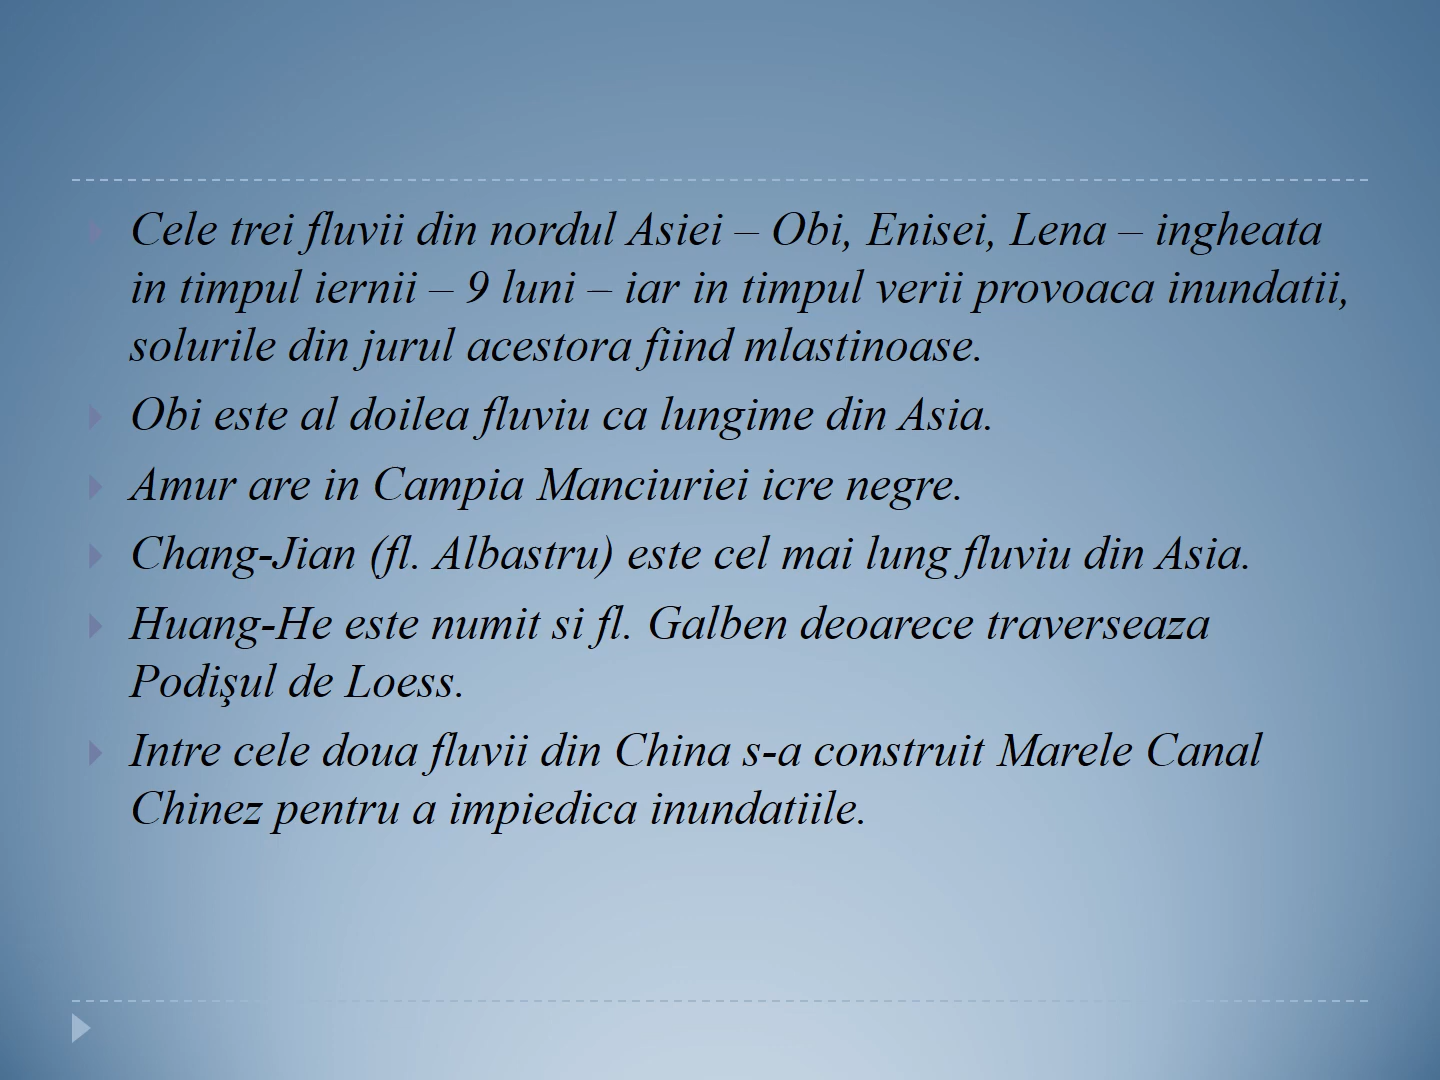 Cele trei fluvii din nordul Asiei – Obi, Enisei, Lena – ingheata
in timpul iernii – 9 luni – iar in timpul verii provoaca inundatii,
solurile din jurul acestora fiind mlastinoase.
Obi este al doilea fluviu ca lungime din Asia.
Amur are in Campia Manciuriei icre negre.
Chang-Jian (fl. Albastru) este cel mai lung fluviu din Asia.
Huang-He este numit si fl. Galben deoarece traverseaza
Podişul de Loess.
Intre cele doua fluvii din China s-a construit Marele Canal
Chinez pentru a impiedica inundatiile.